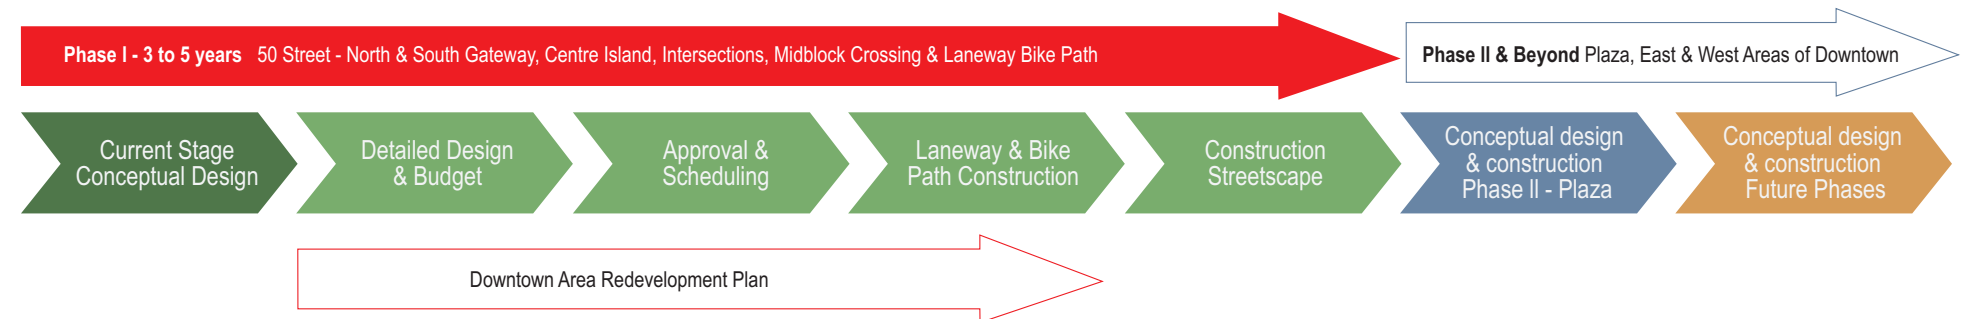 Phase I - 3 to 5 years 50 Street - North & South Gateway, Centre Island, Intersections, Midblock Crossing & Laneway Bike Path
Phase II & Beyond Plaza, East & West Areas of Downtown
Current Stage
Conceptual Design
Detailed Design
& Budget
Approval &
Scheduling
Laneway & Bike
Path Construction
Construction
Streetscape
Conceptual design
& construction
Phase II - Plaza
Conceptual design
& construction
Future Phases
Downtown Area Redevelopment Plan